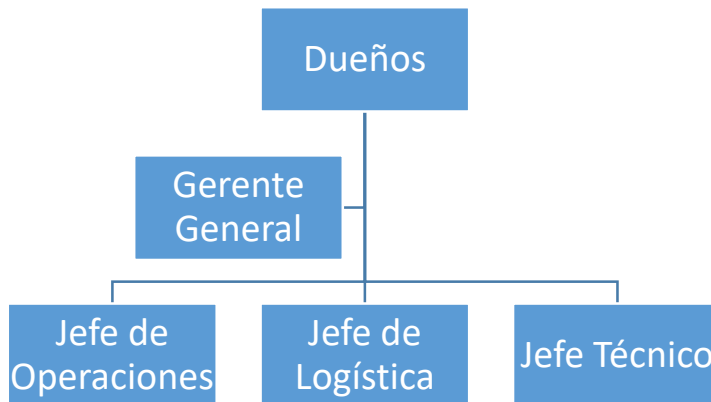 Dueños
Gerente
General
Jefe de
Operaciones
Jefe de
Logística
Jefe Técnico